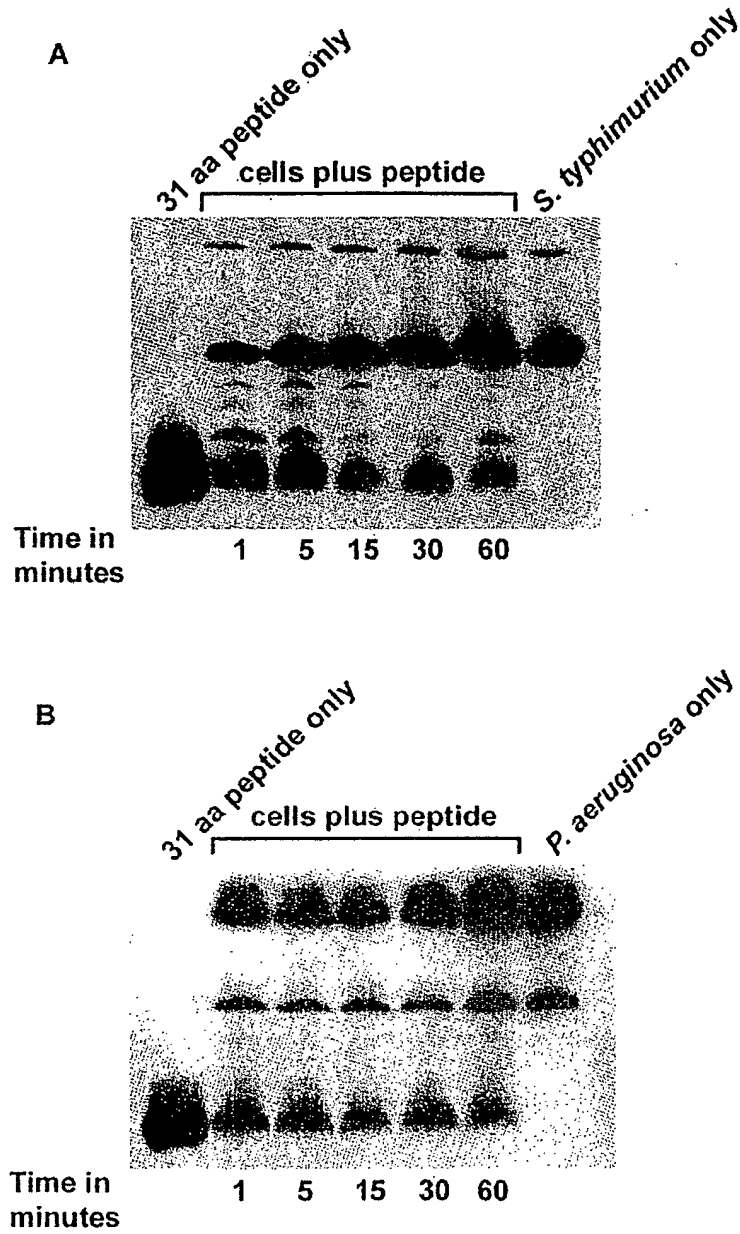 A
31 aa peptide only
cells plus peptide
S. typhimurium only
Time in
minutes
1 5 15 30 60
B
31 aa peptide only
cells plus peptide
P. aeruginosa only
Time in
minutes
1 5 15 30 60